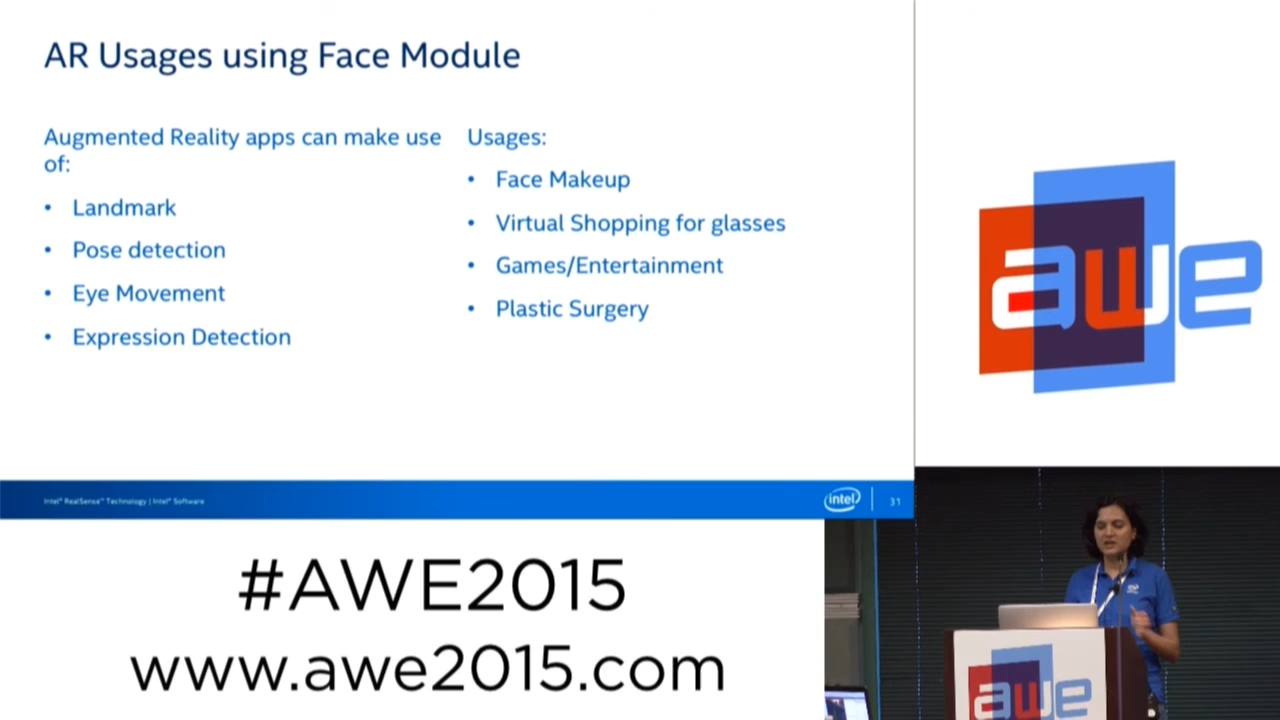 AR Usages using Face Module
Augmented Reality apps can make use
of:
• Landmark
• Pose detection
• Eye Movement
• Expression Detection
Usages:
• Face Makeup
• Virtual Shopping for glasses
• Games/Entertainment
• Plastic Surgery
Intel® RealSense™ Technology | Intel® Software
intel
31
awe
#AWE2015
www.awe2015.com
awe